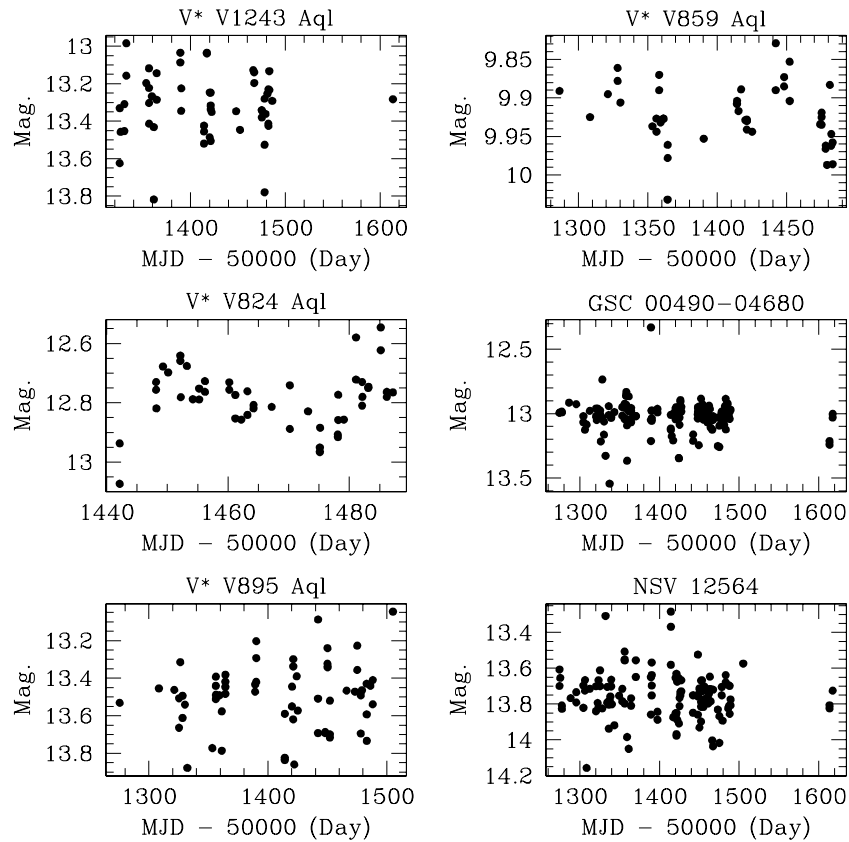 V* V1243 Aql
13
13.2
13.4
13.6
13.8
Mag.
1400 1500 1600
MJD − 50000 (Day)
V* V859 Aql
9.85
9.9
9.95
10
Mag.
1300 1350 1400 1450
MJD − 50000 (Day)
V* V824 Aql
12.6
12.8
13
Mag.
1440 1460 1480
MJD − 50000 (Day)
GSC 00490−04680
12.5
13
13.5
Mag.
1300 1400 1500 1600
MJD − 50000 (Day)
V* V895 Aql
13.2
13.4
13.6
13.8
Mag.
1300 1400 1500
MJD − 50000 (Day)
NSV 12564
13.4
13.6
13.8
14
14.2
Mag.
1300 1400 1500 1600
MJD − 50000 (Day)